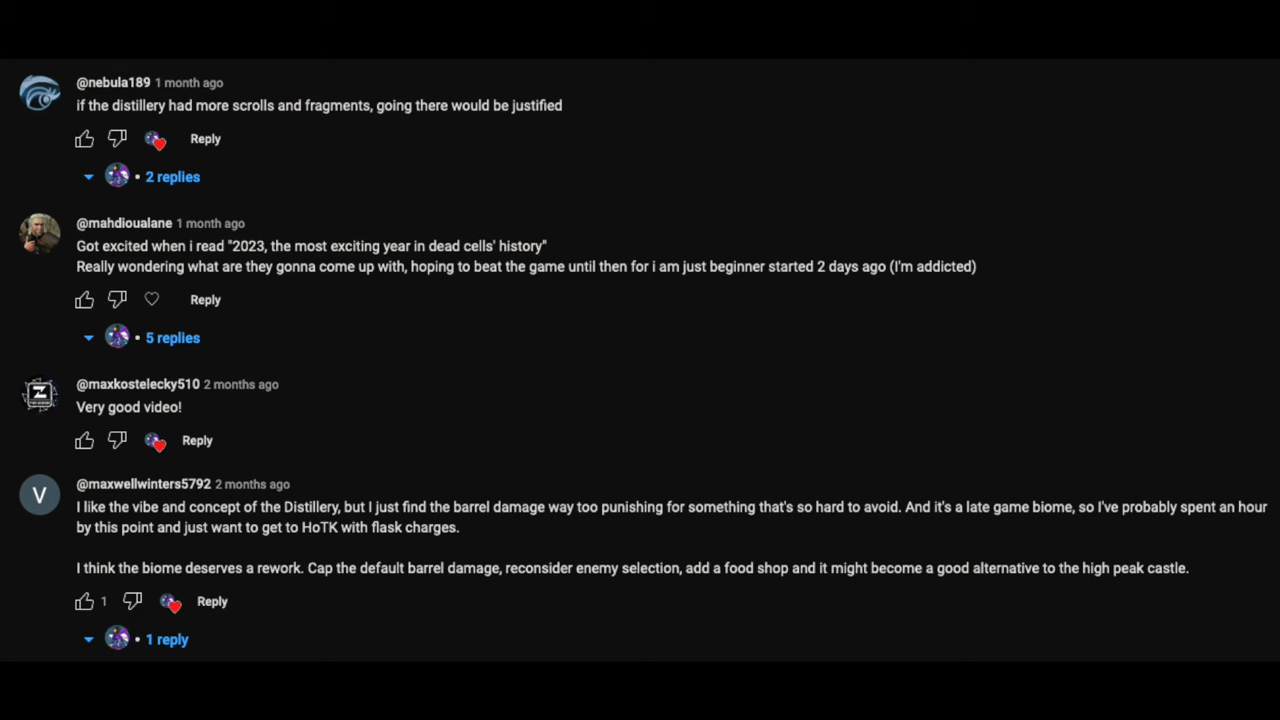 @nebula189 1 month ago
if the distillery had more scrolls and fragments, going there would be justified
Reply
• 2 replies
@mahdioualane 1 month ago
Got excited when i read "2023, the most exciting year in dead cells' history"
Really wondering what are they gonna come up with, hoping to beat the game until then for i am just beginner started 2 days ago (I'm addicted)
Reply
• 5 replies
Z
@maxkostelecky510 2 months ago
Very good video!
Reply
V
@maxwellwinters5792 2 months ago
I like the vibe and concept of the Distillery, but I just find the barrel damage way too punishing for something that's so hard to avoid. And it's a late game biome, so I've probably spent an hour
by this point and just want to get to HoTK with flask charges.
I think the biome deserves a rework. Cap the default barrel damage, reconsider enemy selection, add a food shop and it might become a good alternative to the high peak castle.
1 Reply
• 1 reply